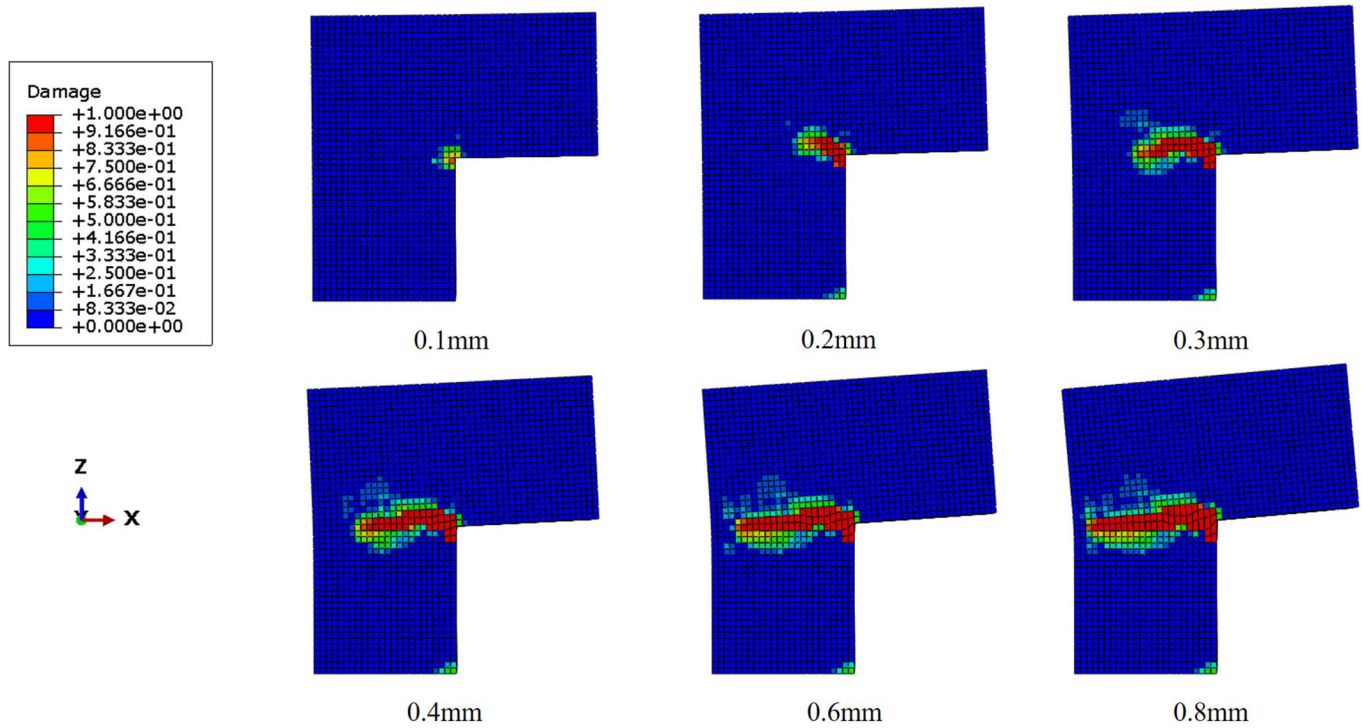 Damage
+1.000e+00
+9.166e-01
+8.333e-01
+7.500e-01
+6.666e-01
+5.833e-01
+5.000e-01
+4.166e-01
+3.333e-01
+2.500e-01
+1.667e-01
+8.333e-02
+0.000e+00
0.1mm
0.2mm
0.3mm
Z
Y X
0.4mm
0.6mm
0.8mm